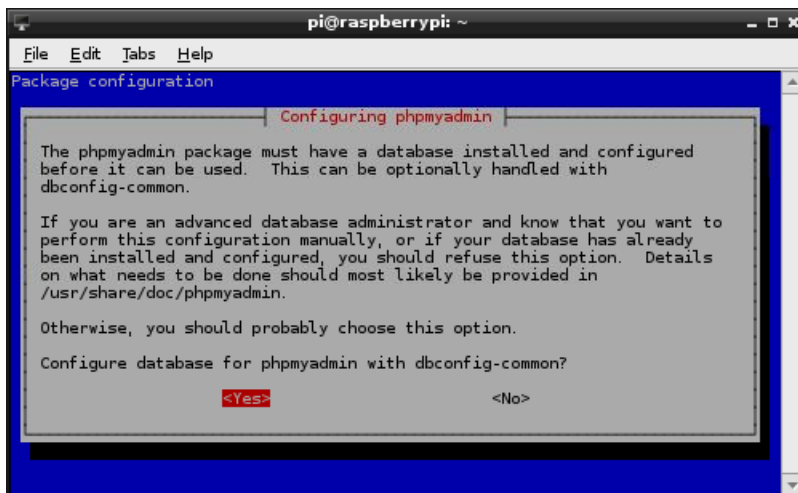 pi@raspberrypi: ~
File Edit Tabs Help
Package configuration
Configuring phpmyadmin
The phpmyadmin package must have a database installed and configured
before it can be used. This can be optionally handled with
dbconfig-common.
If you are an advanced database administrator and know that you want to
perform this configuration manually, or if your database has already
been installed and configured, you should refuse this option. Details
on what needs to be done should most likely be provided in
/usr/share/doc/phpmyadmin.
Otherwise, you should probably choose this option.
Configure database for phpmyadmin with dbconfig-common?
<Yes> <No>